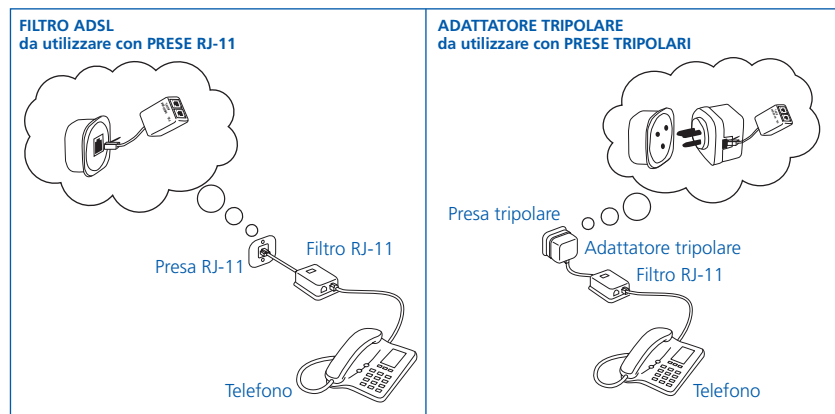 FILTRO ADSL
da utilizzare con PRESE RJ-11
Presa RJ-11
Filtro RJ-11
Telefono
ADATTATORE TRIPOLARE
da utilizzare con PRESE TRIPOLARI
Presa tripolare
Adattatore tripolare
Filtro RJ-11
Telefono